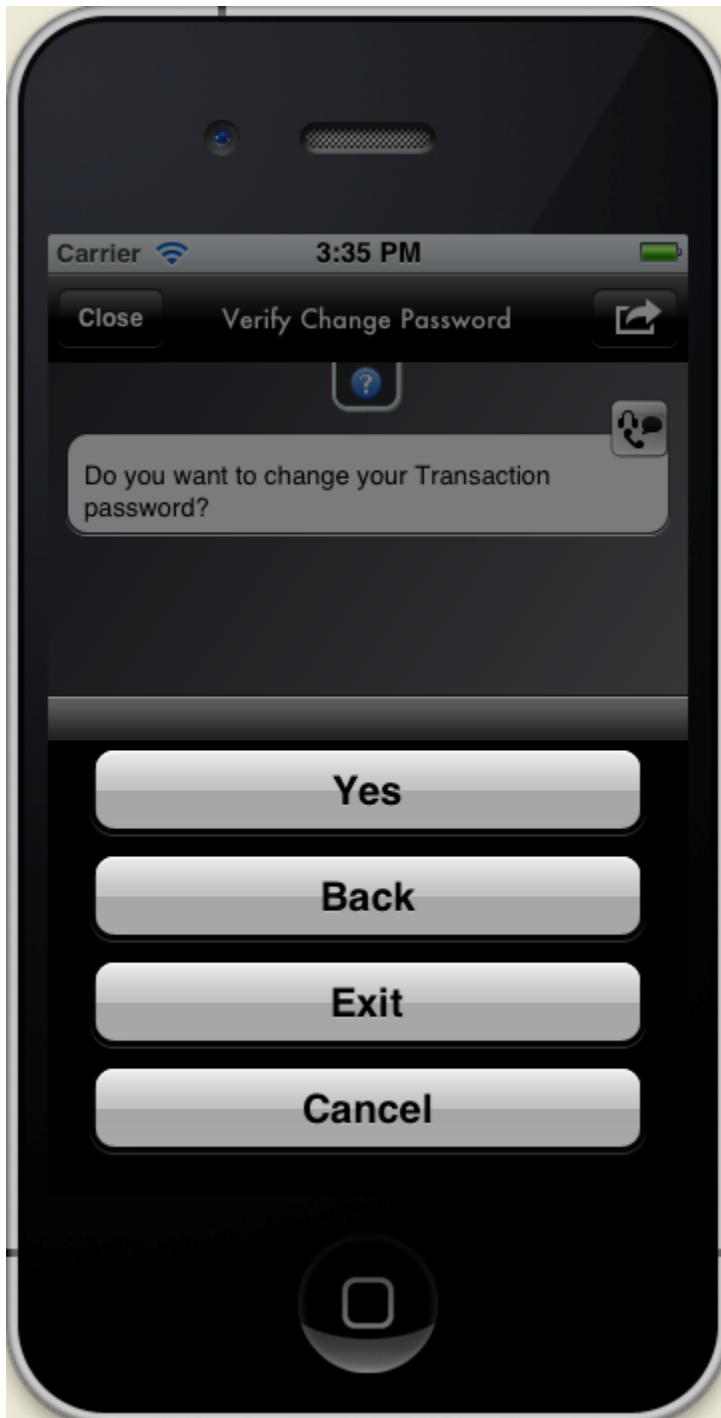 Carrier 3:35 PM
Close Verify Change Password
?
Do you want to change your Transaction
password?
Yes
Back
Exit
Cancel